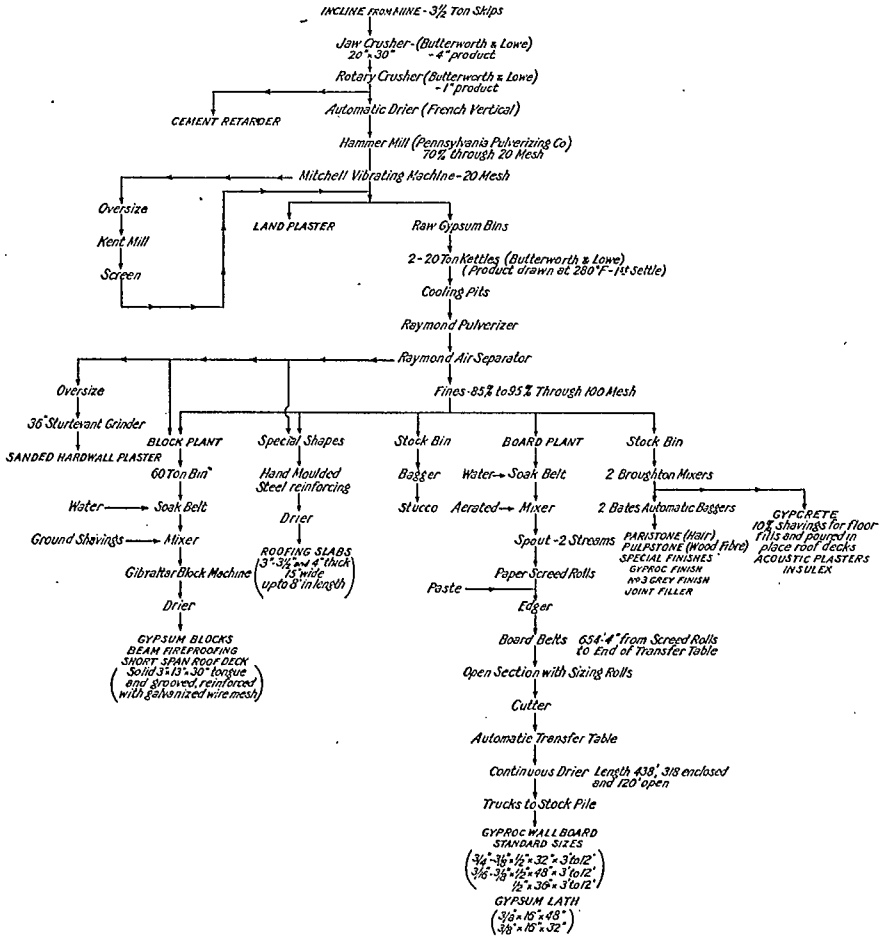 INCLINE FROM MINE - 3 1/2 Ton Skips
Jaw Crusher - (Butterworth & Lowe)
20" x 30" - 4" product
Rotary Crusher (Butterworth & Lowe)
- 1" product
CEMENT RETARDER
Automatic Drier (French Vertical)
Hammer Mill (Pennsylvania Pulverizing Co)
70% through 20 Mesh
Mitchell Vibrating Machine - 20 Mesh
Oversize
Kent Mill
Screen
LAND PLASTER
Raw Gypsum Bins
2 - 20 Ton Kettles (Butterworth & Lowe)
(Product drawn at 280°F - 1st Settle)
Cooling Pits
Raymond Pulverizer
Raymond Air Separator
Fines - 85% to 95% Through 100 Mesh
Oversize
36" Sturtevant Grinder
SANDED HARDWALL PLASTER
BLOCK PLANT
60 Ton Bin"
Water
Soak Belt
Ground Shavings
Mixer
Gibraltar Block Machine
Drier
GYPSUM BLOCKS
BEAM FIREPROOFING
SHORT SPAN ROOF DECK
(Solid 3" x 13" x 30" tongue
and grooved, reinforced
with galvanized wire mesh)
Special Shapes
Hand Moulded
Steel reinforcing
Drier
ROOFING SLABS
(3" - 3 1/2" and 4" thick
15" wide
up to 8' in length)
Stock Bin
Bagger
Stucco
BOARD PLANT
Water
Soak Belt
Aerated
Mixer
Spout - 2 Streams
Paper Screed Rolls
Paste
Edger
Board Belts 654'-4" from Screed Rolls
to End of Transfer Table
Open Section with Sizing Rolls
Cutter
Automatic Transfer Table
Continuous Drier Length 438', 318 enclosed
and 120' open
Trucks to Stock Pile
GYPROC WALLBOARD
STANDARD SIZES
x 32" x 3' to 12'
x 48" x 3' to 12'
1/2" x 36" x 3' to 12'
GYPSUM LATH
(3/8" x 16" x 48"
3/8" x 16" x 32")
Stock Bin
2 Broughton Mixers
2 Bates Automatic Baggers
PARISTONE (Hair)
PULPSTONE (Wood Fibre)
SPECIAL FINISHES
GYPROC FINISH
No 3 GREY FINISH
JOINT FILLER
GYPCRETE
10% shavings for floor
fills and poured in
place roof decks
ACOUSTIC PLASTERS
INSULEX